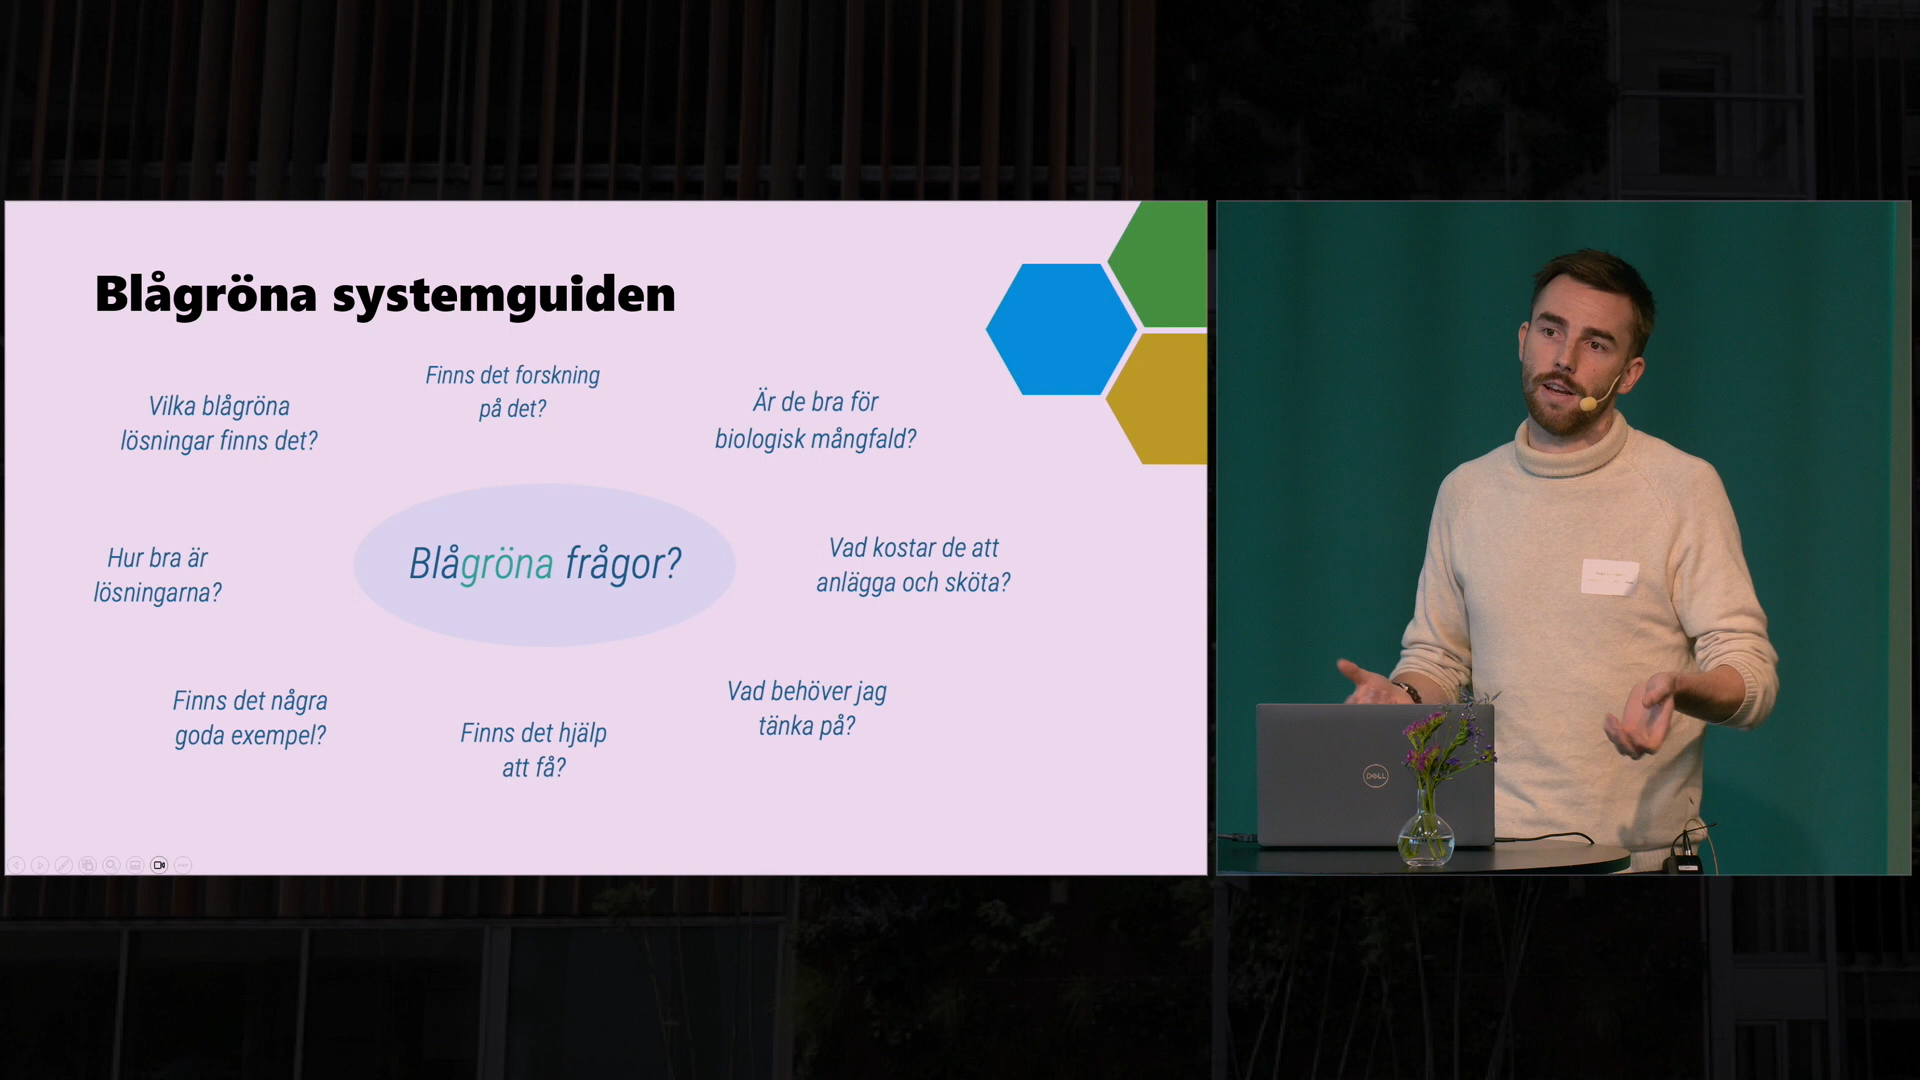 Blågröna systemguiden
Finns det forskning
på det?
Vilka blågröna
lösningar finns det?
Är de bra för
biologisk mångfald?
Hur bra är
lösningarna?
Blågröna frågor?
Vad kostar de att
anlägga och sköta?
Finns det några
goda exempel?
Finns det hjälp
att få?
Vad behöver jag
tänka på?
DELL